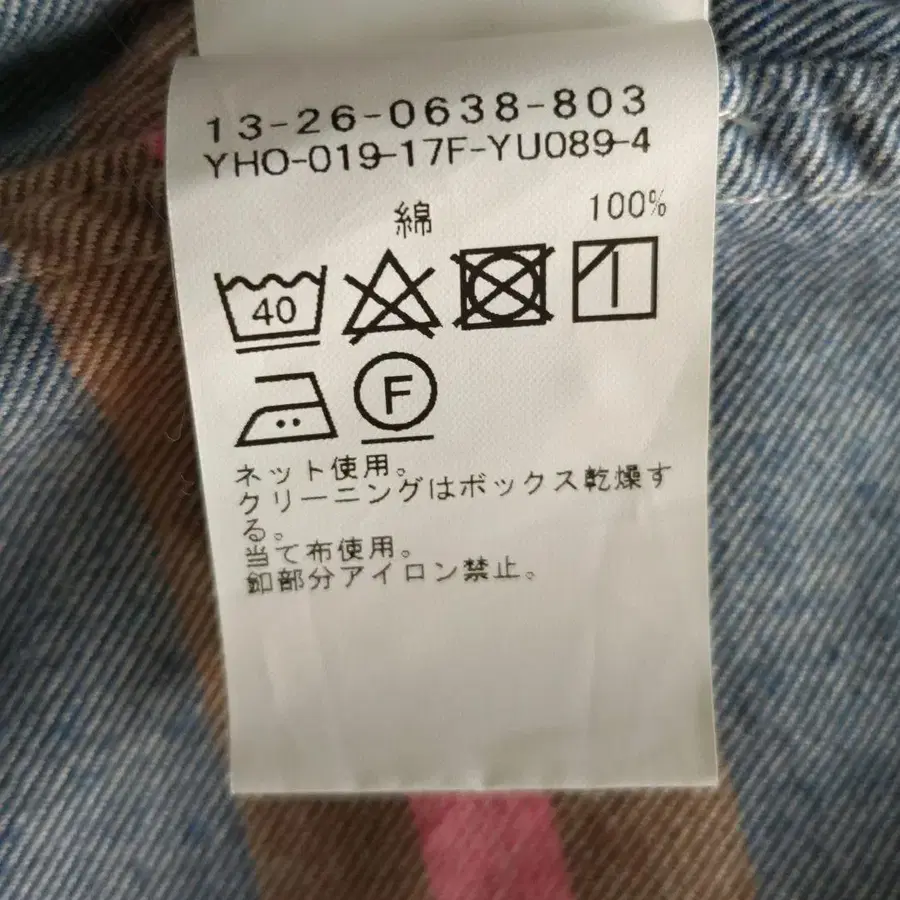 13-26-0638-803
YHO-019-17F-YU089-4
綿 100%
40
F
ネット使用。
クリーニングはボックス乾燥す
る。
当て布使用。
釦部分アイロン禁止。